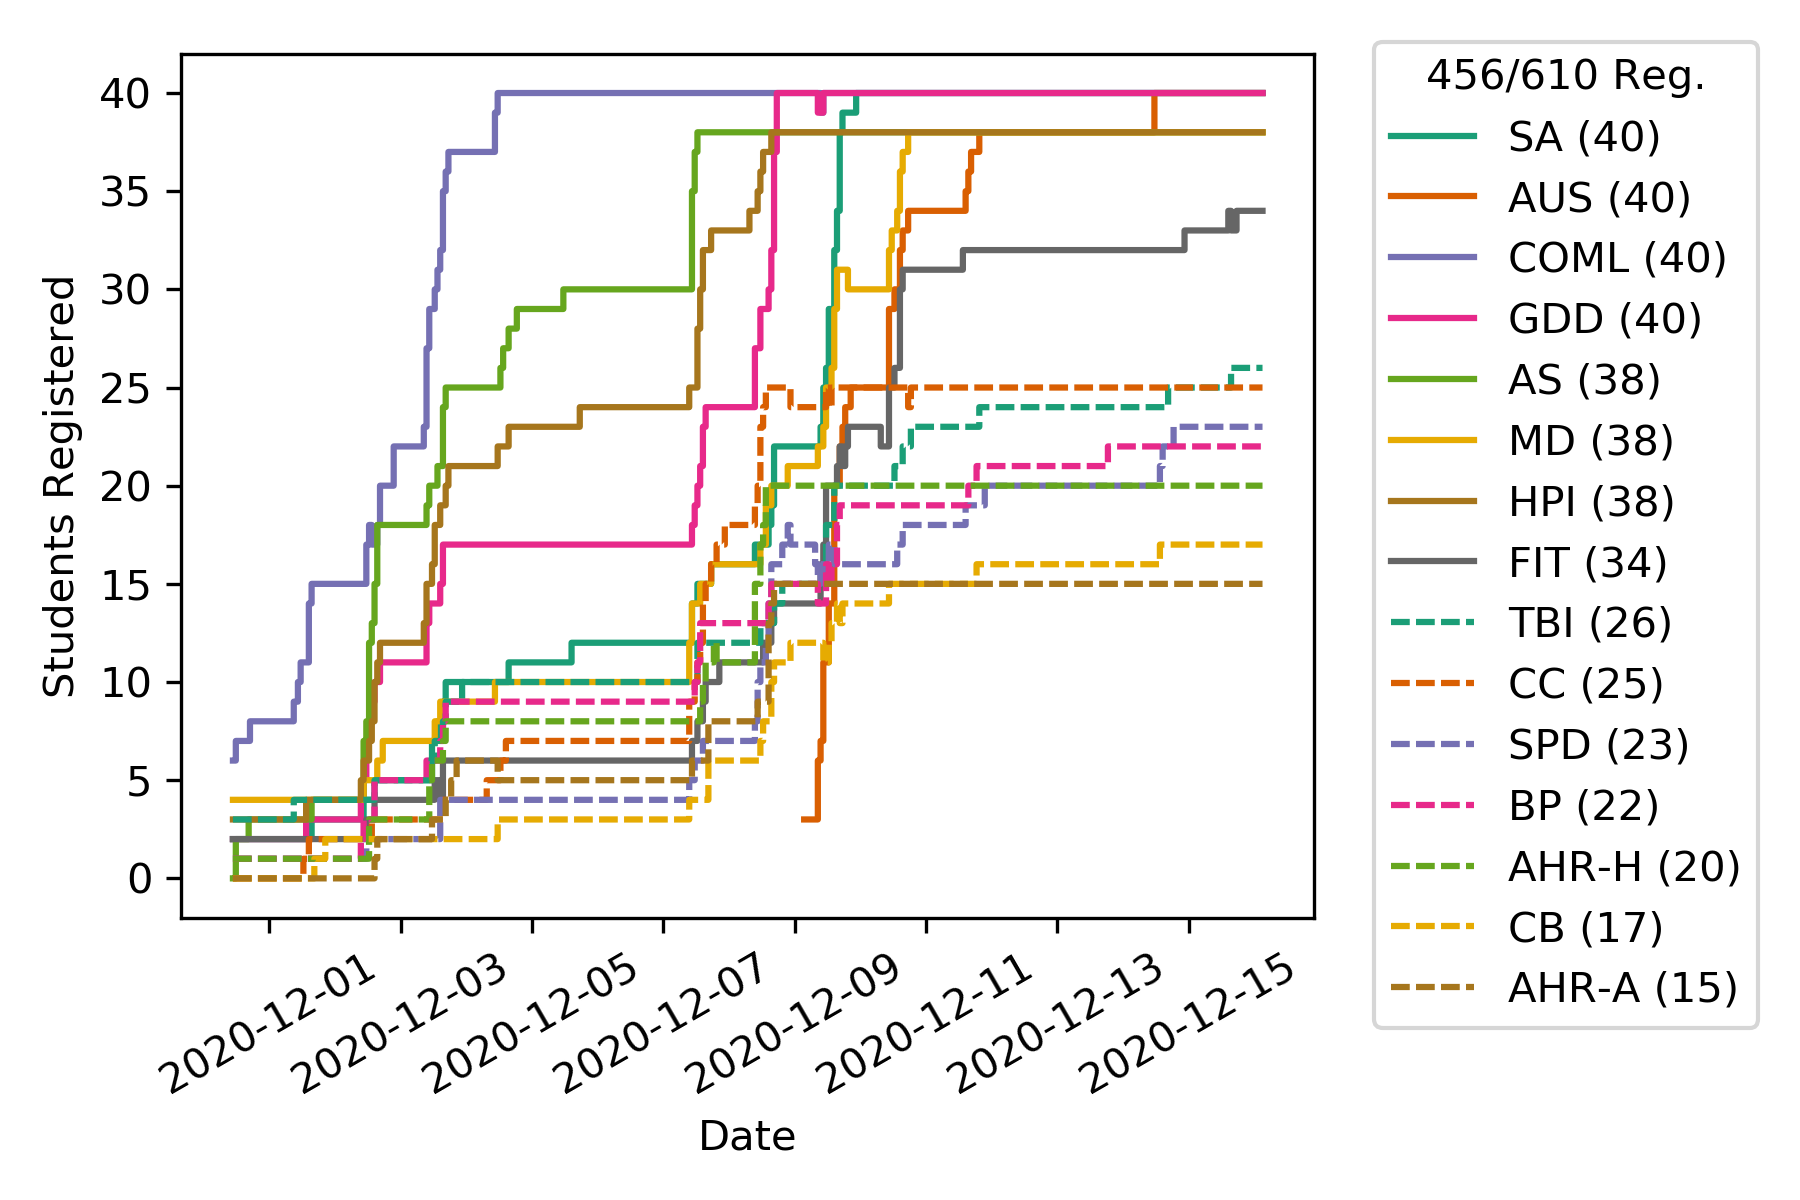 40
35
30
25
20
15
10
5
0
Students Registered
2020-12-01
2020-12-03
2020-12-05
2020-12-07
2020-12-09
2020-12-11
2020-12-13
2020-12-15
Date
456/610 Reg.
SA (40)
AUS (40)
COML (40)
GDD (40)
AS (38)
MD (38)
HPI (38)
FIT (34)
TBI (26)
CC (25)
SPD (23)
BP (22)
AHR-H (20)
CB (17)
AHR-A (15)